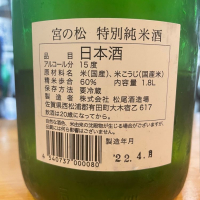 宮の松 特別純米酒
日本酒
アルコール分 15度
原材料名 米(国産)、米こうじ(国産米)
精米歩合 60% 内容量 1.8L
保存方法 要冷蔵
製造者 株式会社 松尾酒造場
佐賀県西松浦郡有田町大木宿乙617
飲酒は20歳になってから。
4 540737 000080
製造年月
'22.4.